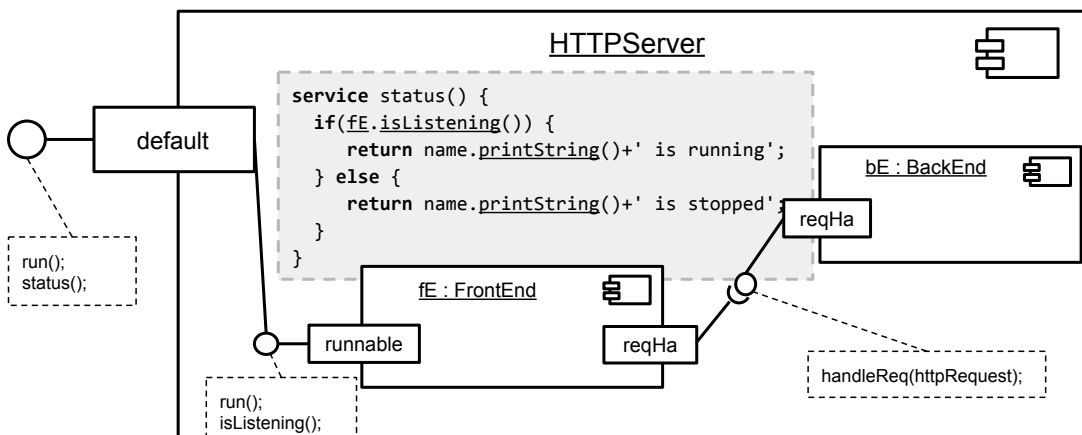 HTTPServer
service status() {
if(fE.isListening()) {
return name.printString()+' is running';
} else {
return name.printString()+' is stopped';
}
}
default
run();
status();
bE : BackEnd
reqHa
fE : FrontEnd
runnable
reqHa
run();
isListening();
handleReq(httpRequest);